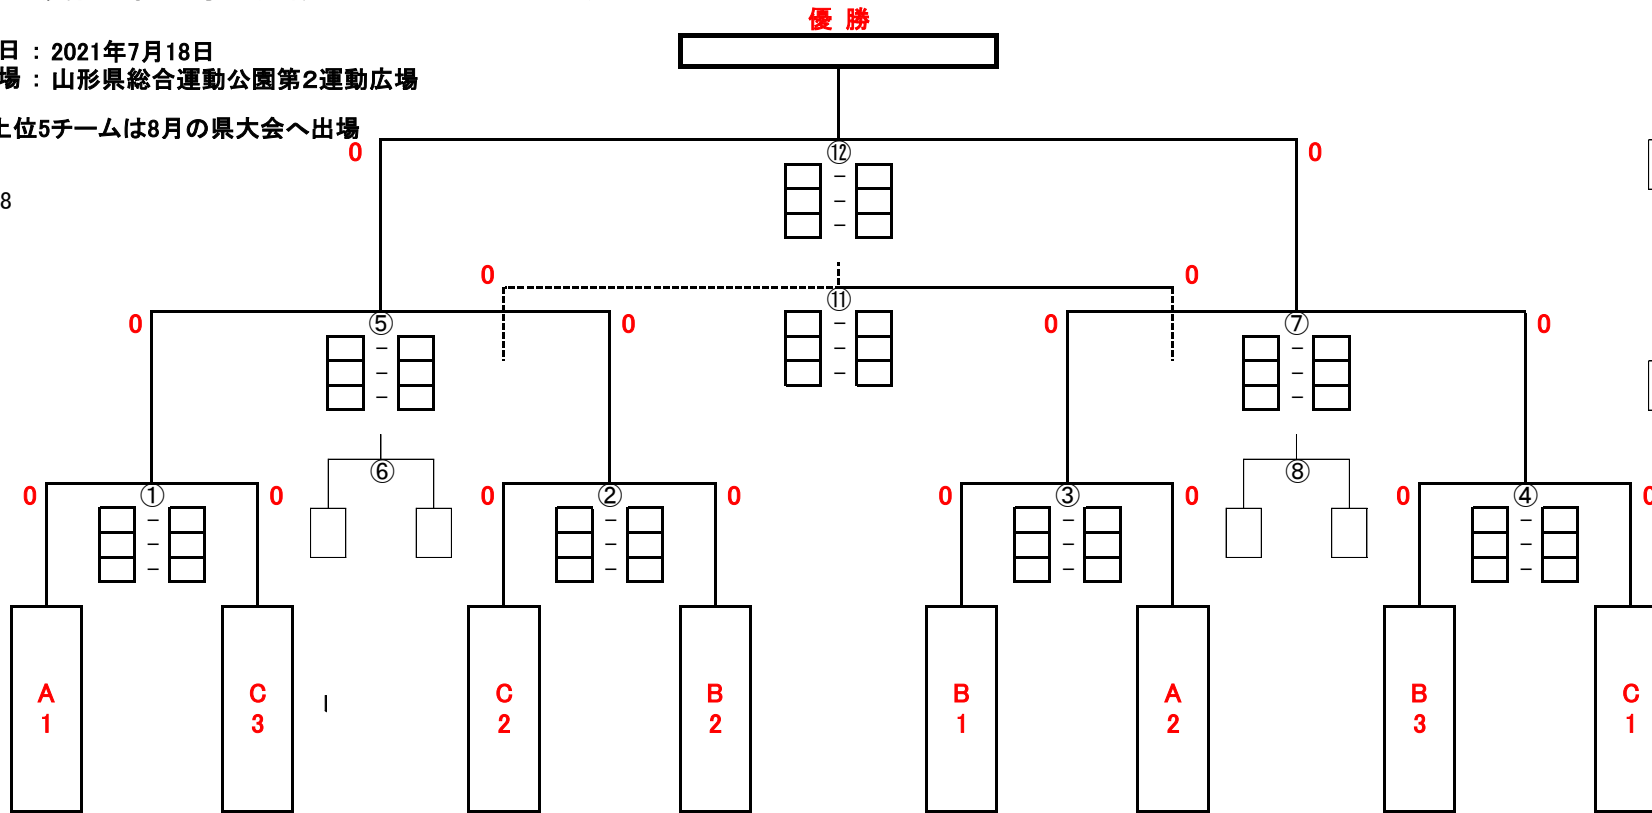 優 勝
日 : 2021年7月18日
場 : 山形県総合運動公園第2運動広場
上位5チームは8月の県大会へ出場
0 ⑫ 0
-
8
-
-
0 0
⑪
0 ⑤ 0 0 ⑦ 0
- - -
- - -
- - -
⑥ ⑧
0 ① 0 0 ② 0 0 ③ 0 0 ④ 0
- - - -
- - - -
- - - -
A C C B B A B C
1 3 2 2 1 2 3 1